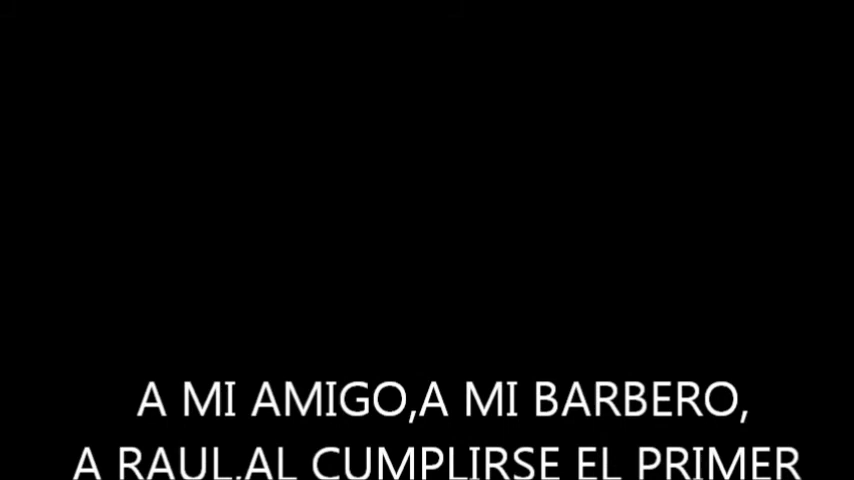 A MI AMIGO,A MI BARBERO,
A RAUL,AL CUMPLIRSE EL PRIMER